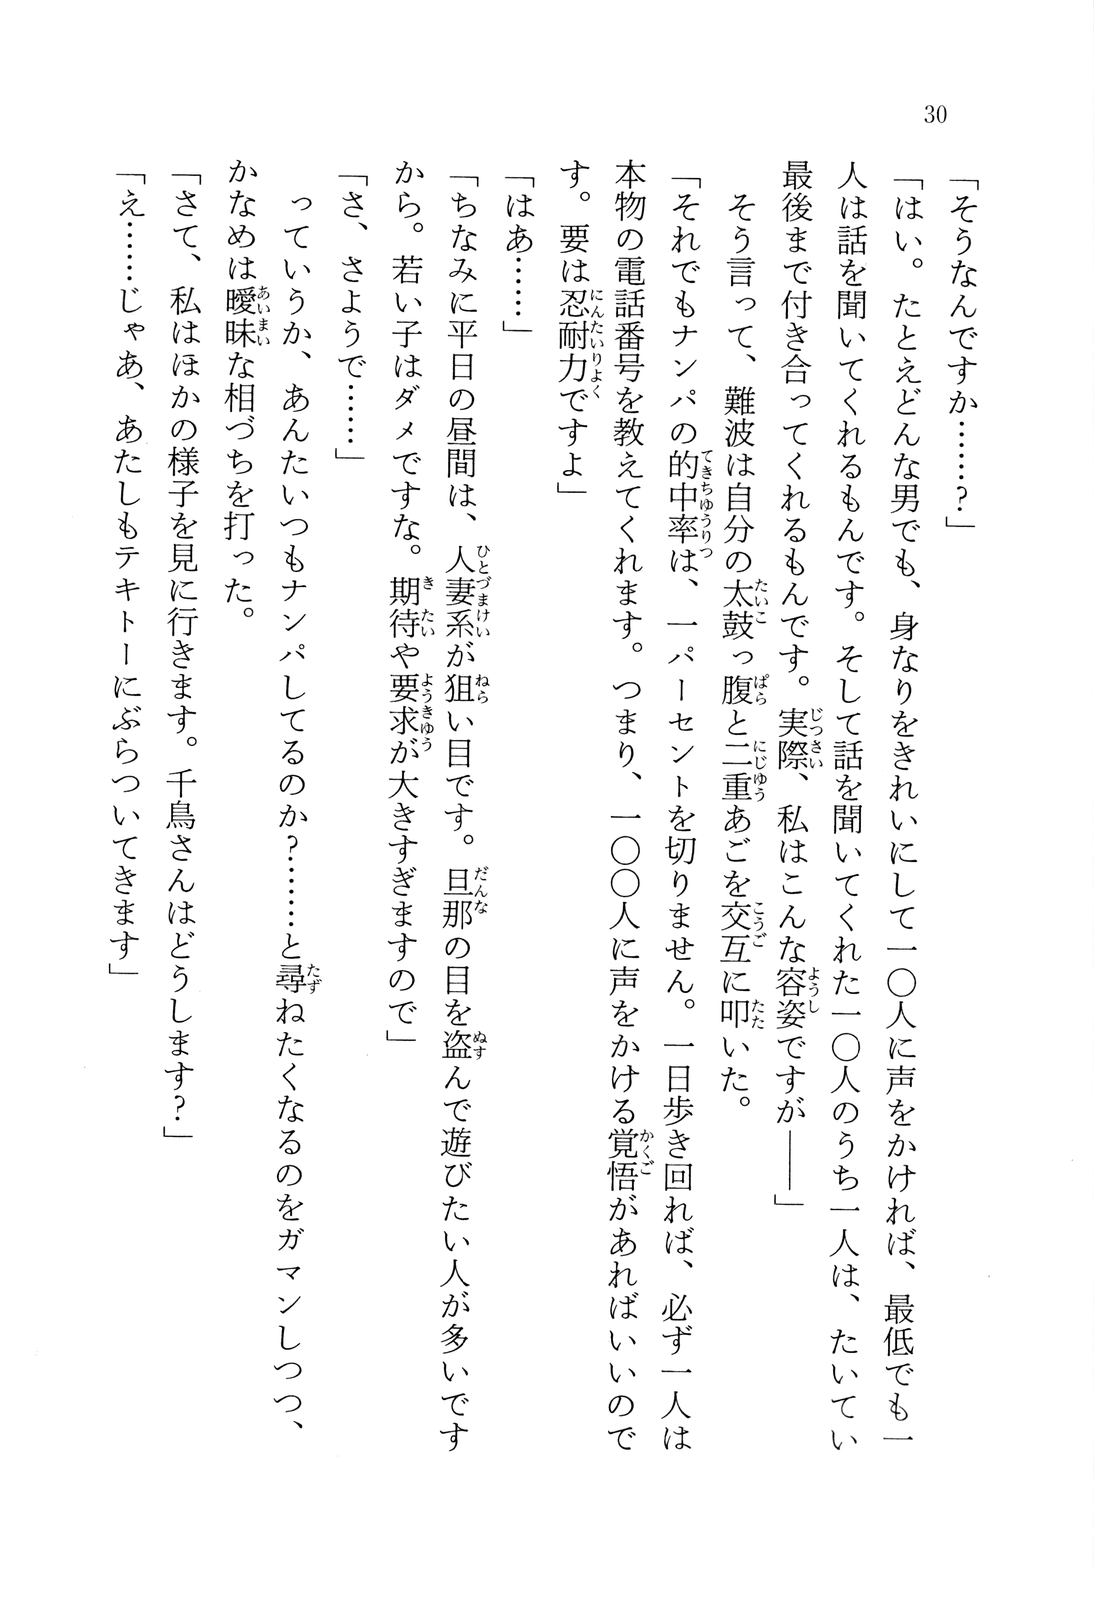 30
「そうなんですか……？」
「はい。たとえどんな男でも、身なりをきれいにして一〇人に声をかければ、最低でも一
人は話を聞いてくれるもんです。そして話を聞いてくれた一〇人のうち一人は、たいてい
最後まで付き合ってくれるもんです。実際、私はこんな容姿ですが――」
　そう言って、難波は自分の太鼓っ腹と二重あごを交互に叩いた。
「それでもナンパの的中率は、一パーセントを切りません。一日歩き回れば、必ず一人は
本物の電話番号を教えてくれます。つまり、一〇〇人に声をかける覚悟があればいいので
す。要は忍耐力ですよ」
「はあ……」
「ちなみに平日の昼間は、人妻系が狙い目です。旦那の目を盗んで遊びたい人が多いです
から。若い子はダメですな。期待や要求が大きすぎますので」
「さ、さようで……」
　っていうか、あんたいつもナンパしてるのか？……と尋ねたくなるのをガマンしつつ、
かなめは曖昧な相づちを打った。
「さて、私はほかの様子を見に行きます。千鳥さんはどうします？」
「え……じゃあ、あたしもテキトーにぶらついてきます」